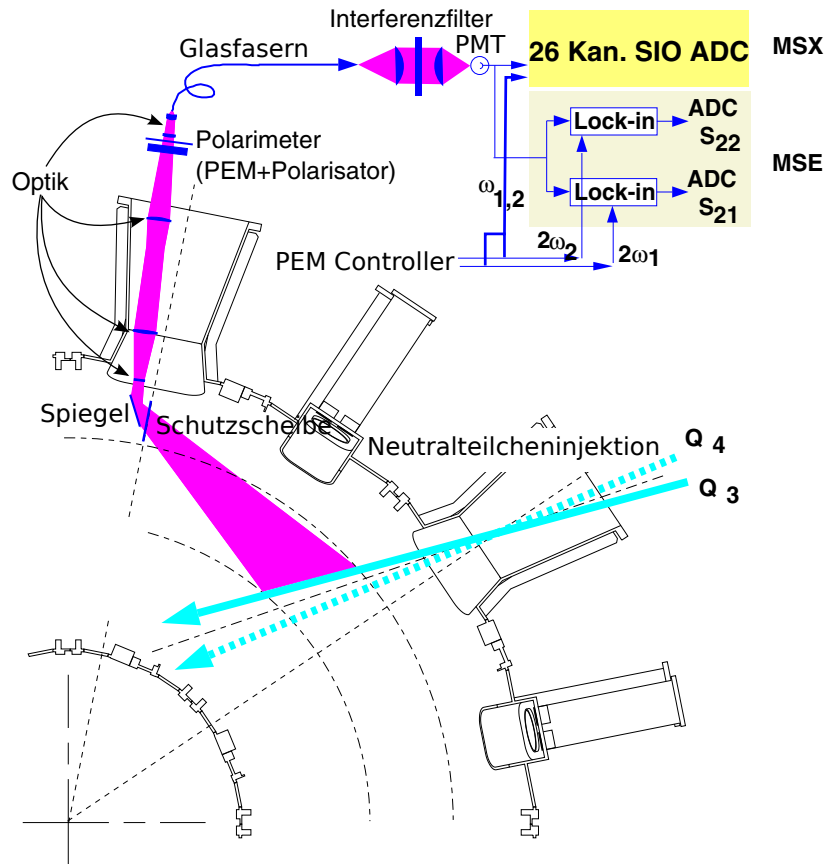 Interferenzfilter
Glasfasern
PMT
26 Kan. SIO ADC
MSX
Polarimeter
(PEM+Polarisator)
Optik
Lock-in
ADC
S22
MSE
Lock-in
ADC
S21
ω1,2
2ω2
2ω1
PEM Controller
Spiegel
Schutzscheibe
Neutralteilcheninjektion
Q 4
Q 3